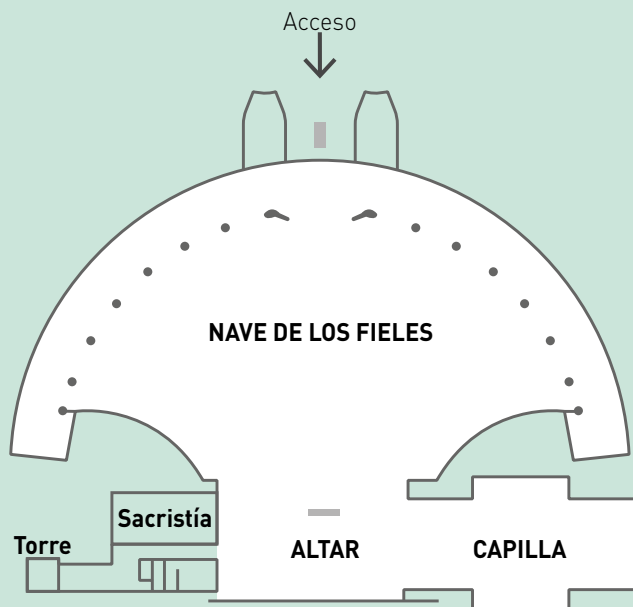 Acceso
NAVE DE LOS FIELES
Sacristía
Torre
ALTAR
CAPILLA